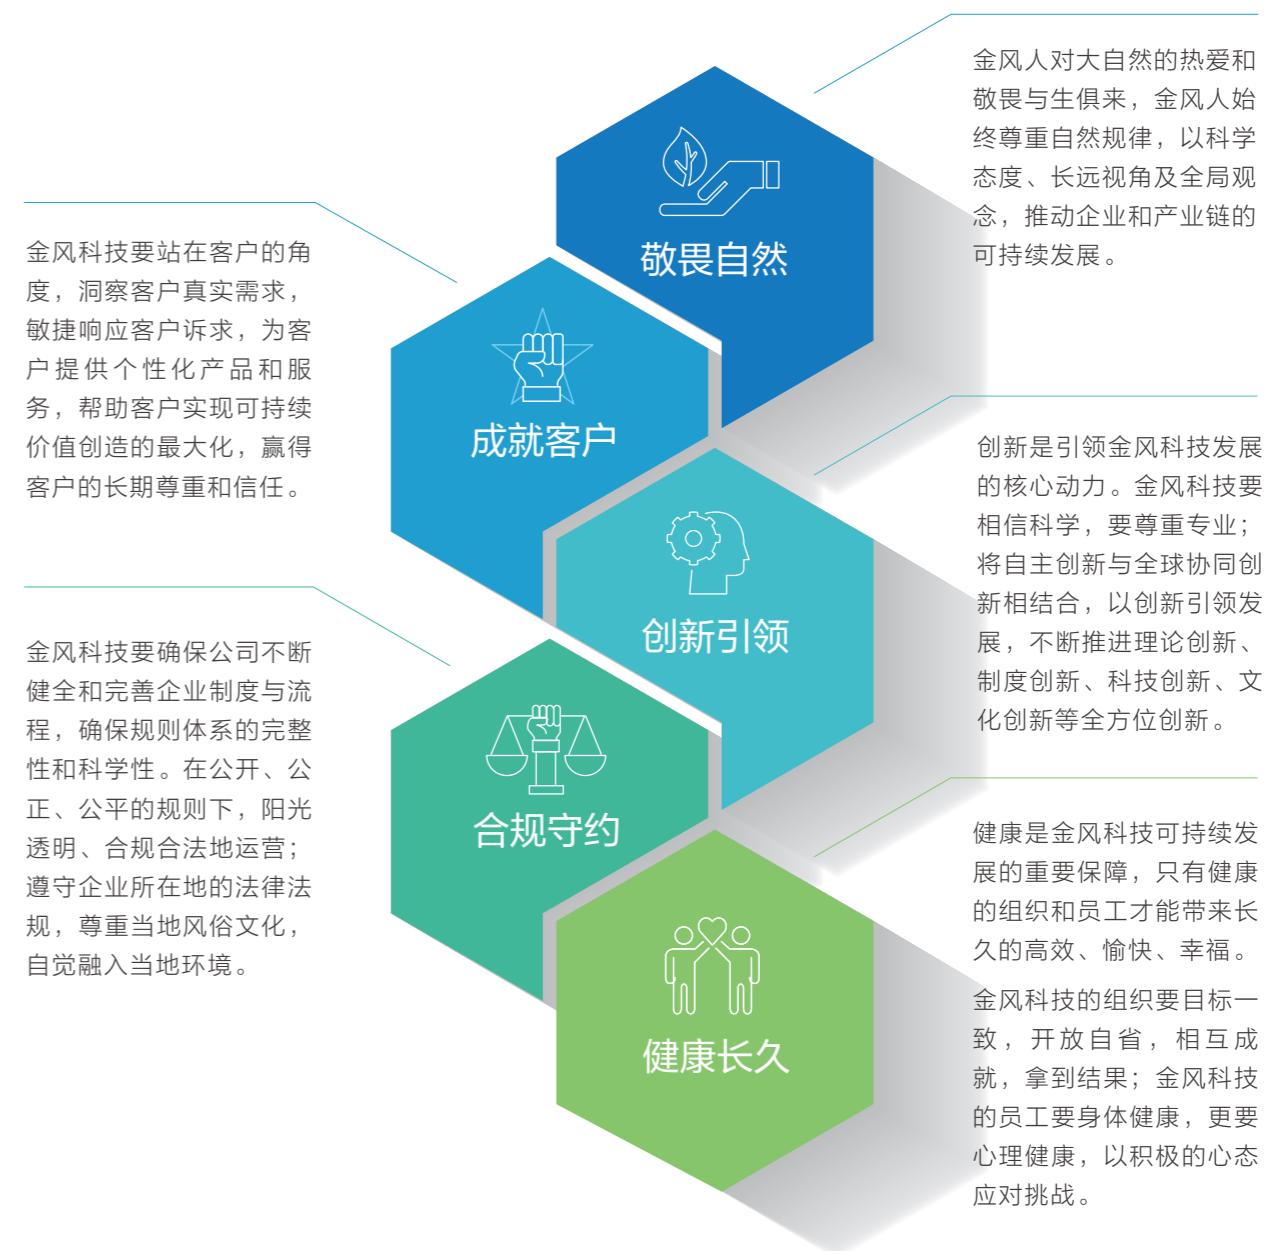 敬畏自然
金风人对大自然的热爱和
敬畏与生俱来，金风人始
终尊重自然规律，以科学
态度、长远视角及全局观
念，推动企业和产业链的
可持续发展。
成就客户
金风科技要站在客户的角
度，洞察客户真实需求，
敏捷响应客户诉求，为客
户提供个性化产品和服
务，帮助客户实现可持续
价值创造的最大化，赢得
客户的长期尊重和信任。
创新引领
创新是引领金风科技发展
的核心动力。金风科技要
相信科学，要尊重专业；
将自主创新与全球协同创
新相结合，以创新引领发
展，不断推进理论创新、
制度创新、科技创新、文
化创新等全方位创新。
合规守约
金风科技要确保公司不断
健全和完善企业制度与流
程，确保规则体系的完整
性和科学性。在公开、公
正、公平的规则下，阳光
透明、合规合法地运营；
遵守企业所在地的法律法
规，尊重当地风俗文化，
自觉融入当地环境。
健康长久
健康是金风科技可持续发
展的重要保障，只有健康
的组织和员工才能带来长
久的高效、愉快、幸福。
金风科技的组织要目标一
致，开放自省，相互成
就，拿到结果；金风科技
的员工要身体健康，更要
心理健康，以积极的心态
应对挑战。